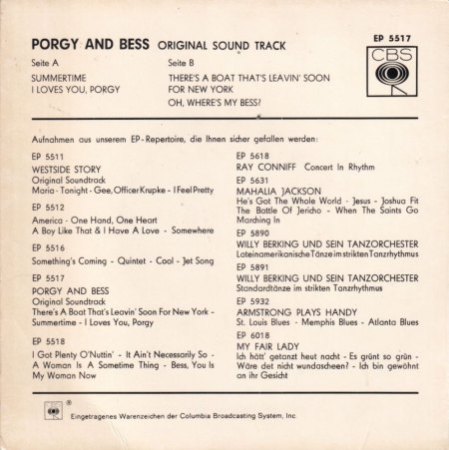 PORGY AND BESS ORIGINAL SOUND TRACK
EP 5517
CBS
Seite A
SUMMERTIME
I LOVES YOU, PORGY
Seite B
THERE'S A BOAT THAT'S LEAVIN' SOON
FOR NEW YORK
OH, WHERE'S MY BESS?
Aufnahmen aus unserem EP-Repertoire, die Ihnen sicher gefallen werden:
EP 5511
WESTSIDE STORY
Original Soundtrack
Maria · Tonight - Gee, Officer Krupke - I Feel Pretty
EP 5512
America - One Hand, One Heart
A Boy Like That & I Have A Love - Somewhere
EP 5516
Something's Coming - Quintet - Cool - Jet Song
EP 5517
PORGY AND BESS
Original Soundtrack
There's A Boat That's Leavin' Soon For New York -
Summertime - I Loves You, Porgy
EP 5518
I Got Plenty O'Nuttin' - It Ain't Necessarily So -
A Woman Is A Sometime Thing - Bess, You Is
My Woman Now
EP 5618
RAY CONNIFF Concert In Rhythm
EP 5631
MAHALIA JACKSON
He's Got The Whole World - Jesus - Joshua Fit
The Battle Of Jericho - When The Saints Go
Marching In
EP 5890
WILLY BERKING UND SEIN TANZORCHESTER
Lateinamerikanische Tänze im strikten Tanzrhythmus
EP 5891
WILLY BERKING UND SEIN TANZORCHESTER
Standardtänze im strikten Tanzrhythmus
EP 5932
ARMSTRONG PLAYS HANDY
St. Louis Blues - Memphis Blues - Atlanta Blues
EP 6018
MY FAIR LADY
Ich hätt' getanzt heut nacht - Es grünt so grün -
Wäre det nicht wundascheen? - Ich bin gewöhnt
an ihr Gesicht
CBS ® Eingetragenes Warenzeichen der Columbia Broadcasting System, Inc.